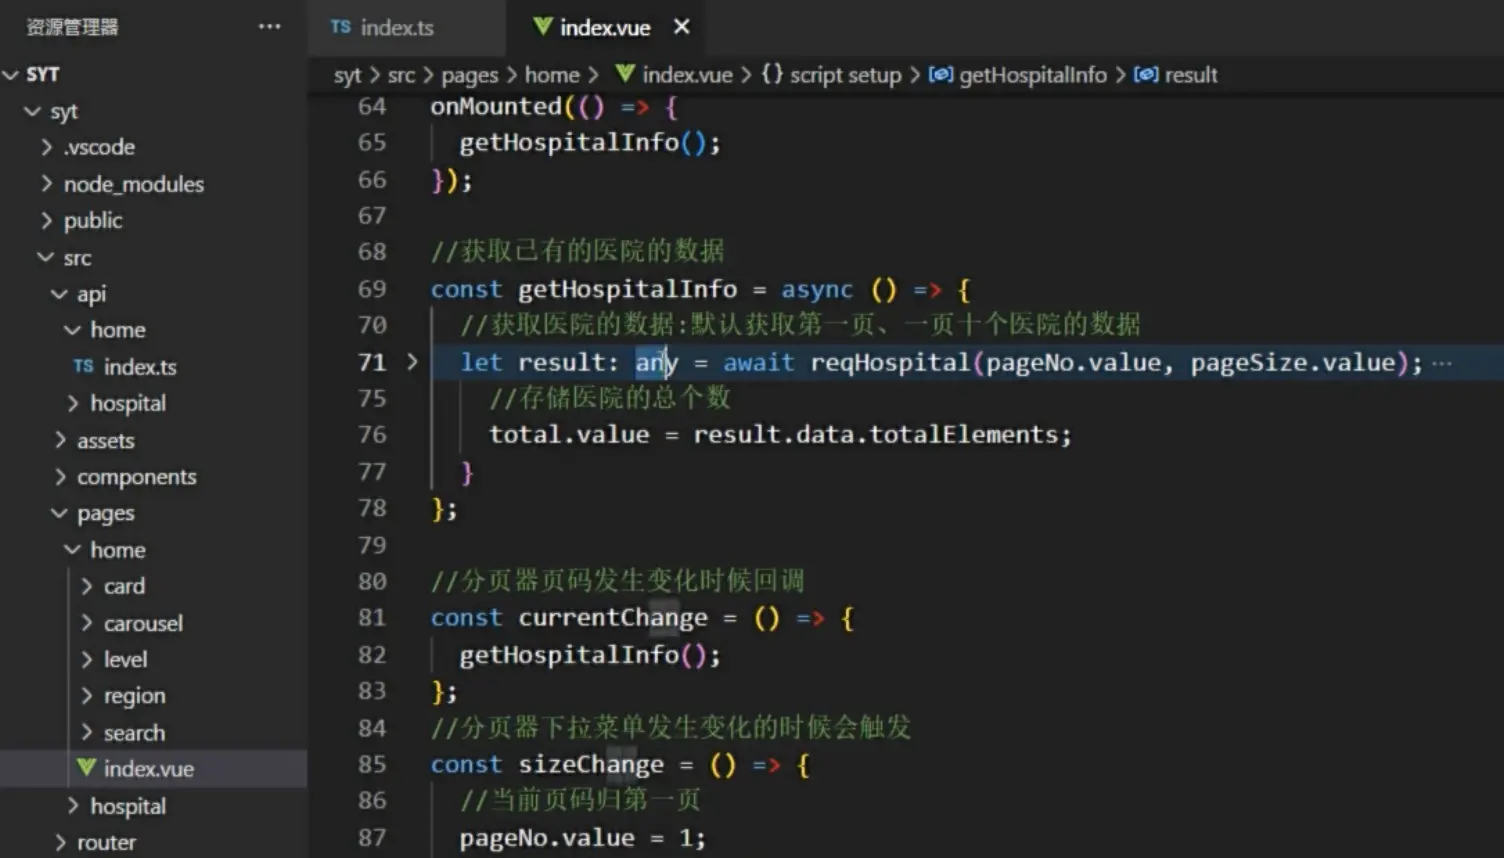 资源管理器
···
TS index.ts
index.vue
SYT
syt > src > pages > home > index.vue > {} script setup > getHospitalInfo > result
syt
.vscode
node_modules
public
src
api
home
TS index.ts
hospital
assets
components
pages
home
card
carousel
level
region
search
index.vue
hospital
router
64 onMounted(() => {
65 getHospitalInfo();
66 });
67
68 //获取已有的医院的数据
69 const getHospitalInfo = async () => {
70 //获取医院的数据:默认获取第一页、一页十个医院的数据
71 let result: any = await reqHospital(pageNo.value, pageSize.value);···
75 //存储医院的总个数
76 total.value = result.data.totalElements;
77 }
78 };
79
80 //分页器页码发生变化时候回调
81 const currentChange = () => {
82 getHospitalInfo();
83 };
84 //分页器下拉菜单发生变化的时候会触发
85 const sizeChange = () => {
86 //当前页码归第一页
87 pageNo.value = 1;